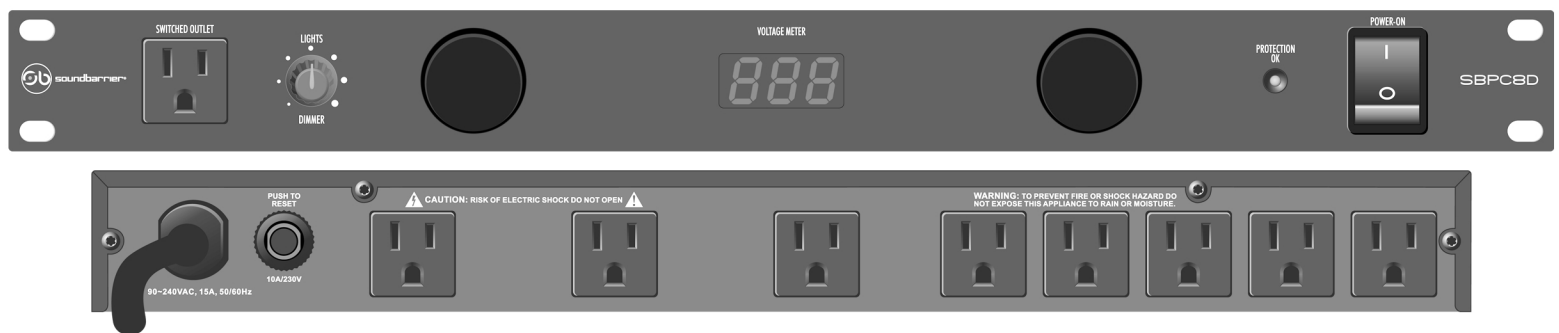 SWITCHED OUTLET
LIGHTS
DIMMER
VOLTAGE METER
888
PROTECTION
OK
POWER-ON
I
O
soundbarrier
SBPC8D
PUSH TO
RESET
10A/230V
90~240VAC, 15A, 50/60Hz
CAUTION: RISK OF ELECTRIC SHOCK DO NOT OPEN
WARNING: TO PREVENT FIRE OR SHOCK HAZARD DO
NOT EXPOSE THIS APPLIANCE TO RAIN OR MOISTURE.